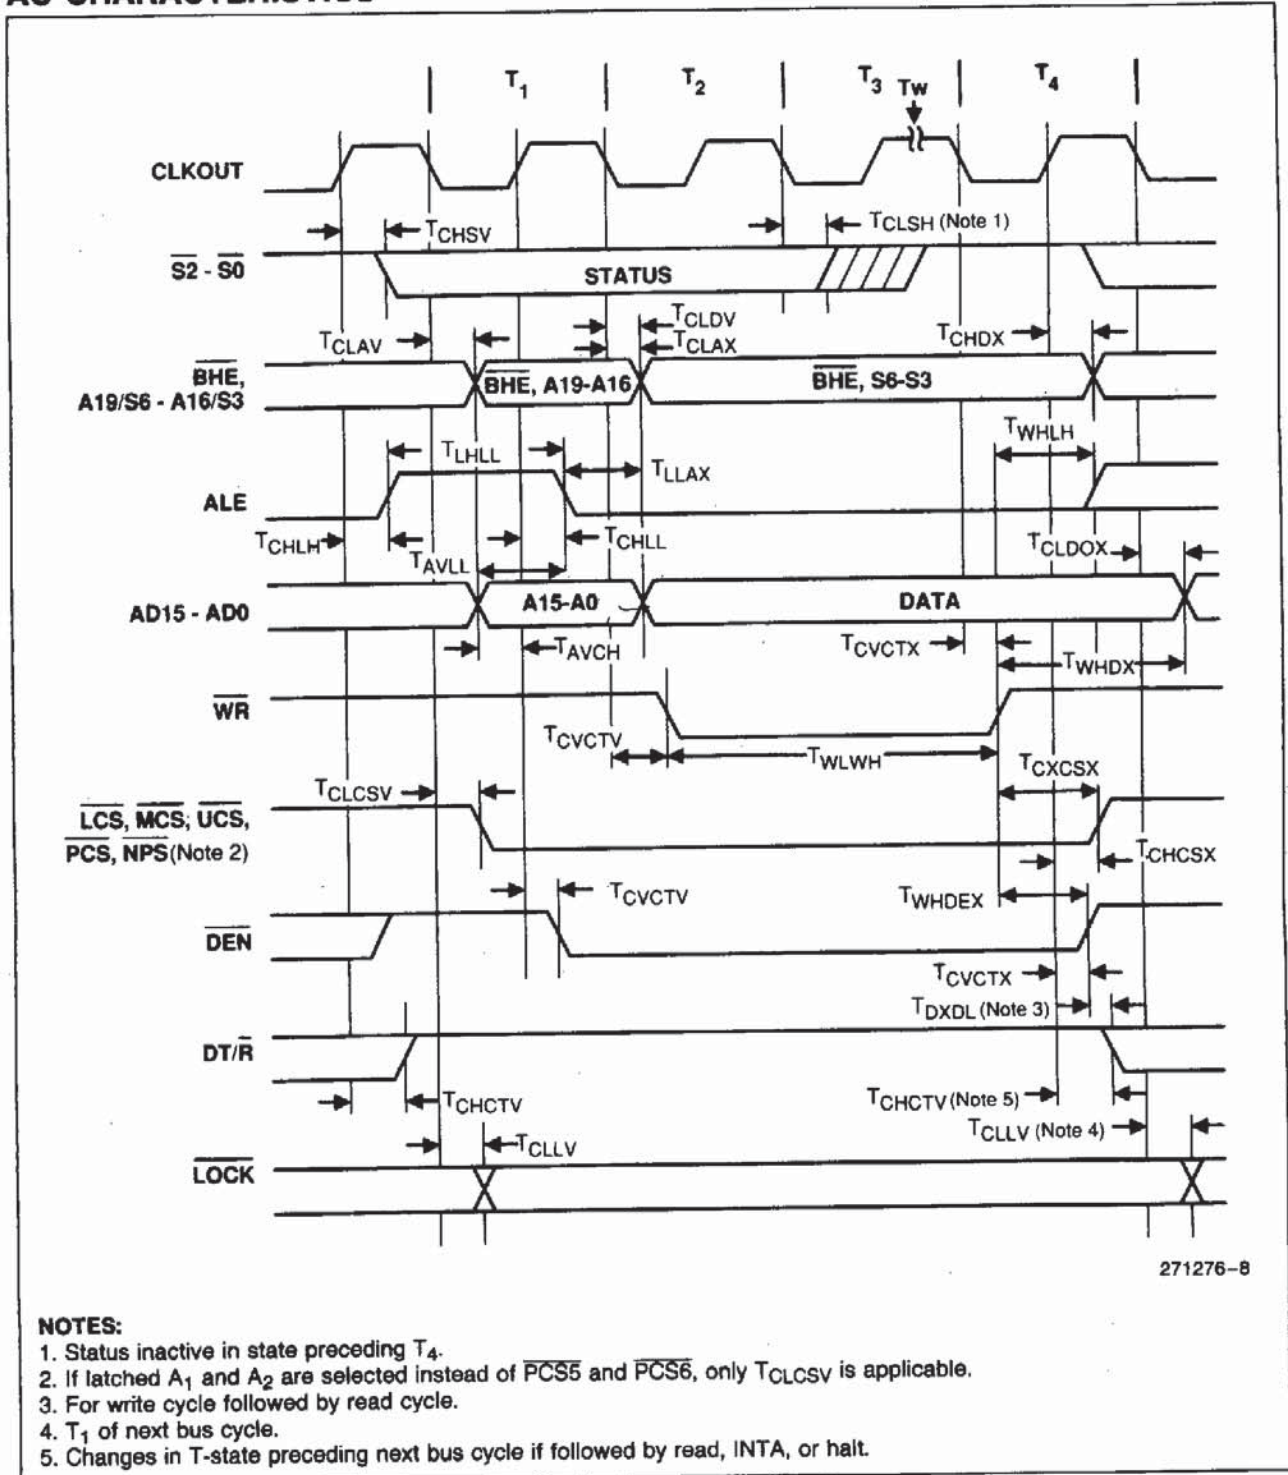 AC CHARACTERISTICS
T1 T2 T3 Tw T4
CLKOUT
TCHSV TCLSH (Note 1)
S2 - S0 STATUS
TCLDV
TCLAV TCLAX TCHDX
BHE,
A19/S6 - A16/S3 BHE, A19-A16 BHE, S6-S3
TLHLL TWHLH
TLLAX
ALE
TCHLH TCHLL TCLDOX
TAVLL
AD15 - AD0 A15-A0 DATA
TAVCH TCVCTX TWHDX
WR
TCVCTV TWLWH TCXCSX
TCLCSV
LCS, MCS, UCS,
PCS, NPS (Note 2) TCHCSX
TCVCTV TWHDEX
DEN
TCVCTX
TDXDL (Note 3)
DT/R
TCHCTV TCHCTV (Note 5)
TCLLV TCLLV (Note 4)
LOCK
271276-8
NOTES:
1. Status inactive in state preceding T4.
2. If latched A1 and A2 are selected instead of PCS5 and PCS6, only TCLCSV is applicable.
3. For write cycle followed by read cycle.
4. T1 of next bus cycle.
5. Changes in T-state preceding next bus cycle if followed by read, INTA, or halt.